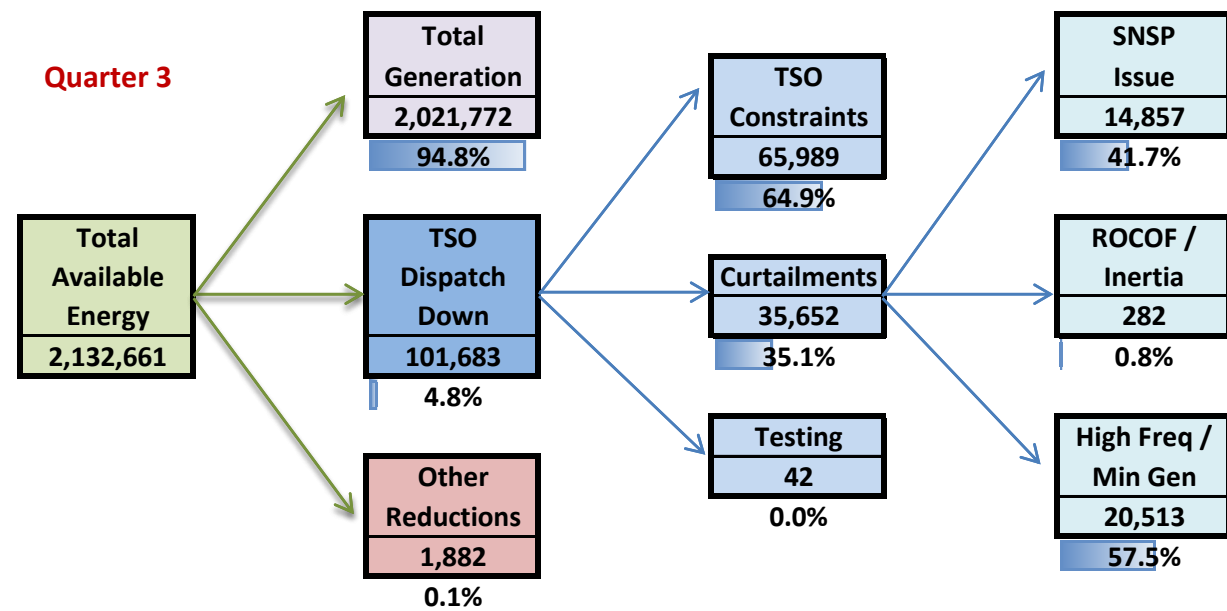 Quarter 3
Total
Available
Energy
2,132,661
Total
Generation
2,021,772
94.8%
TSO
Dispatch
Down
101,683
4.8%
Other
Reductions
1,882
0.1%
TSO
Constraints
65,989
64.9%
Curtailments
35,652
35.1%
Testing
42
0.0%
SNSP
Issue
14,857
41.7%
ROCOF /
Inertia
282
0.8%
High Freq /
Min Gen
20,513
57.5%